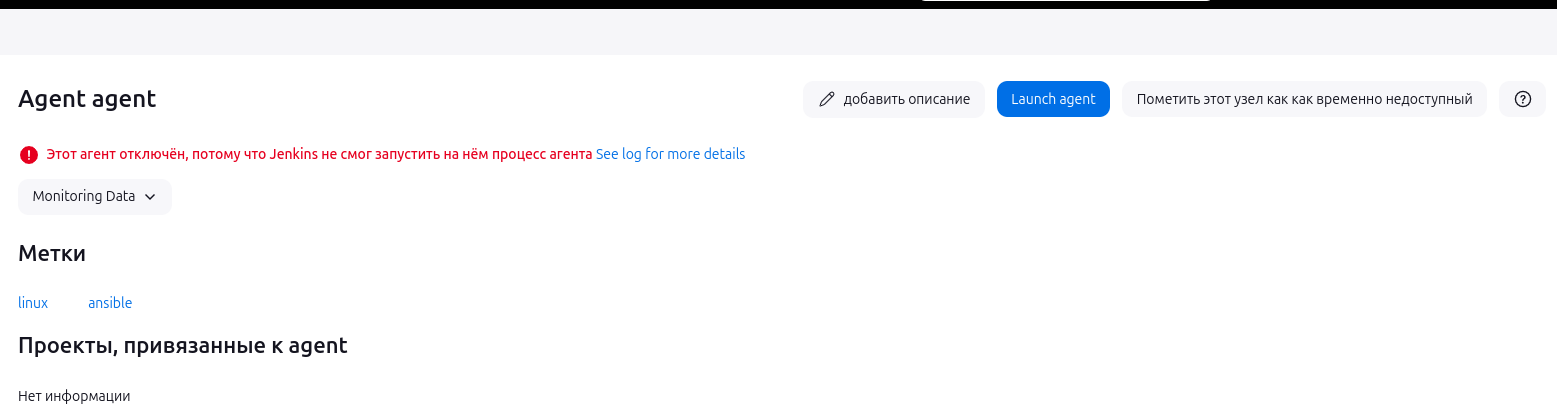 Agent agent
добавить описание
Launch agent
Пометить этот узел как как временно недоступный
Этот агент отключён, потому что Jenkins не смог запустить на нём процесс агента See log for more details
Monitoring Data
Метки
linux ansible
Проекты, привязанные к agent
Нет информации